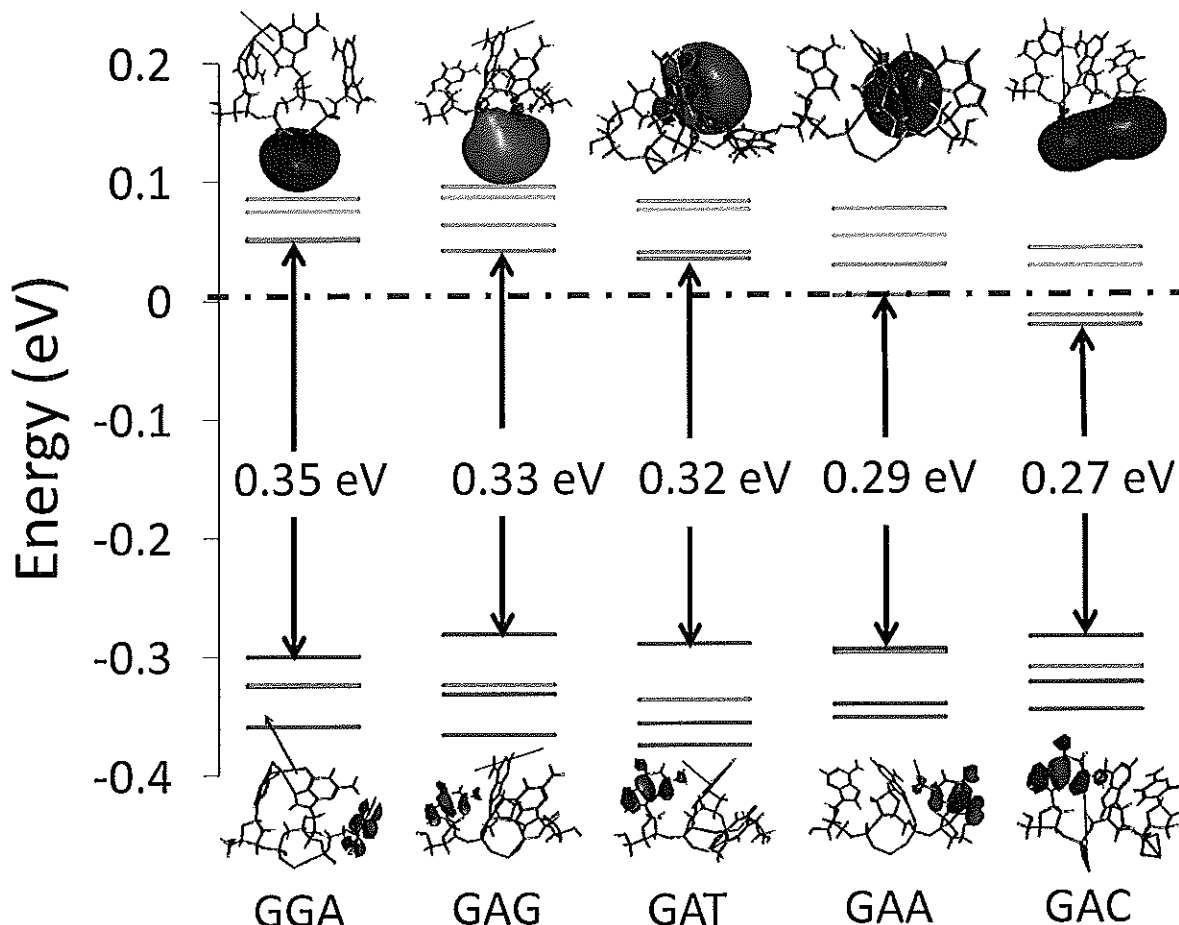 Energy (eV)
0.2
0.1
0
-0.1
-0.2
-0.3
-0.4
0.35 eV
0.33 eV
0.32 eV
0.29 eV
0.27 eV
GGA
GAG
GAT
GAA
GAC